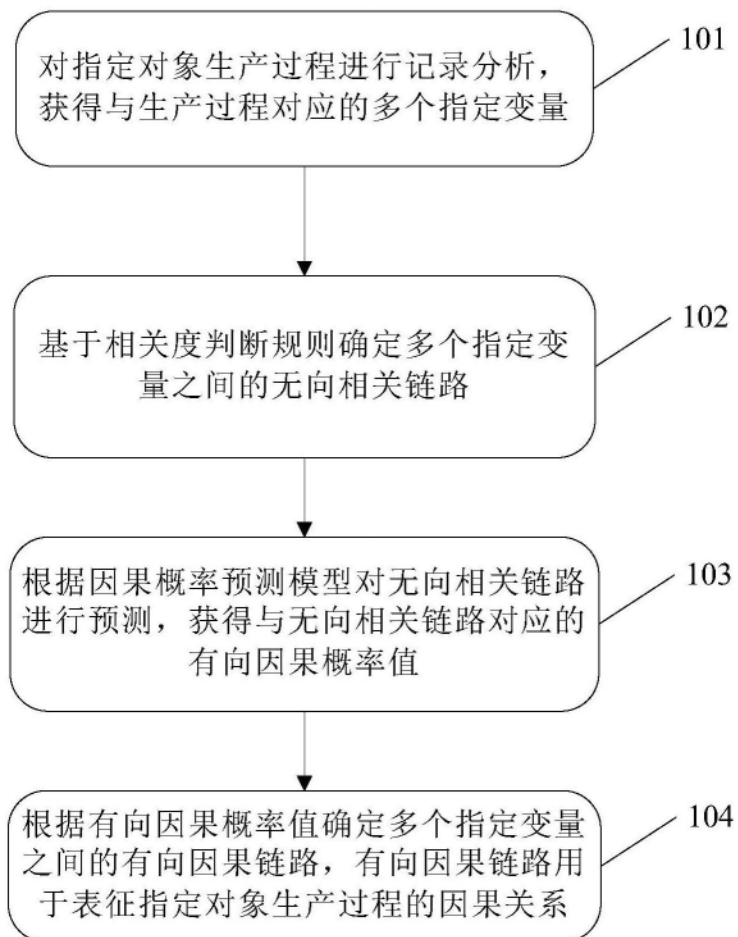 对指定对象生产过程进行记录分析，
获得与生产过程对应的多个指定变量
101
基于相关度判断规则确定多个指定变
量之间的无向相关链路
102
根据因果概率预测模型对无向相关链路
进行预测，获得与无向相关链路对应的
有向因果概率值
103
根据有向因果概率值确定多个指定变量
之间的有向因果链路，有向因果链路用
于表征指定对象生产过程的因果关系
104